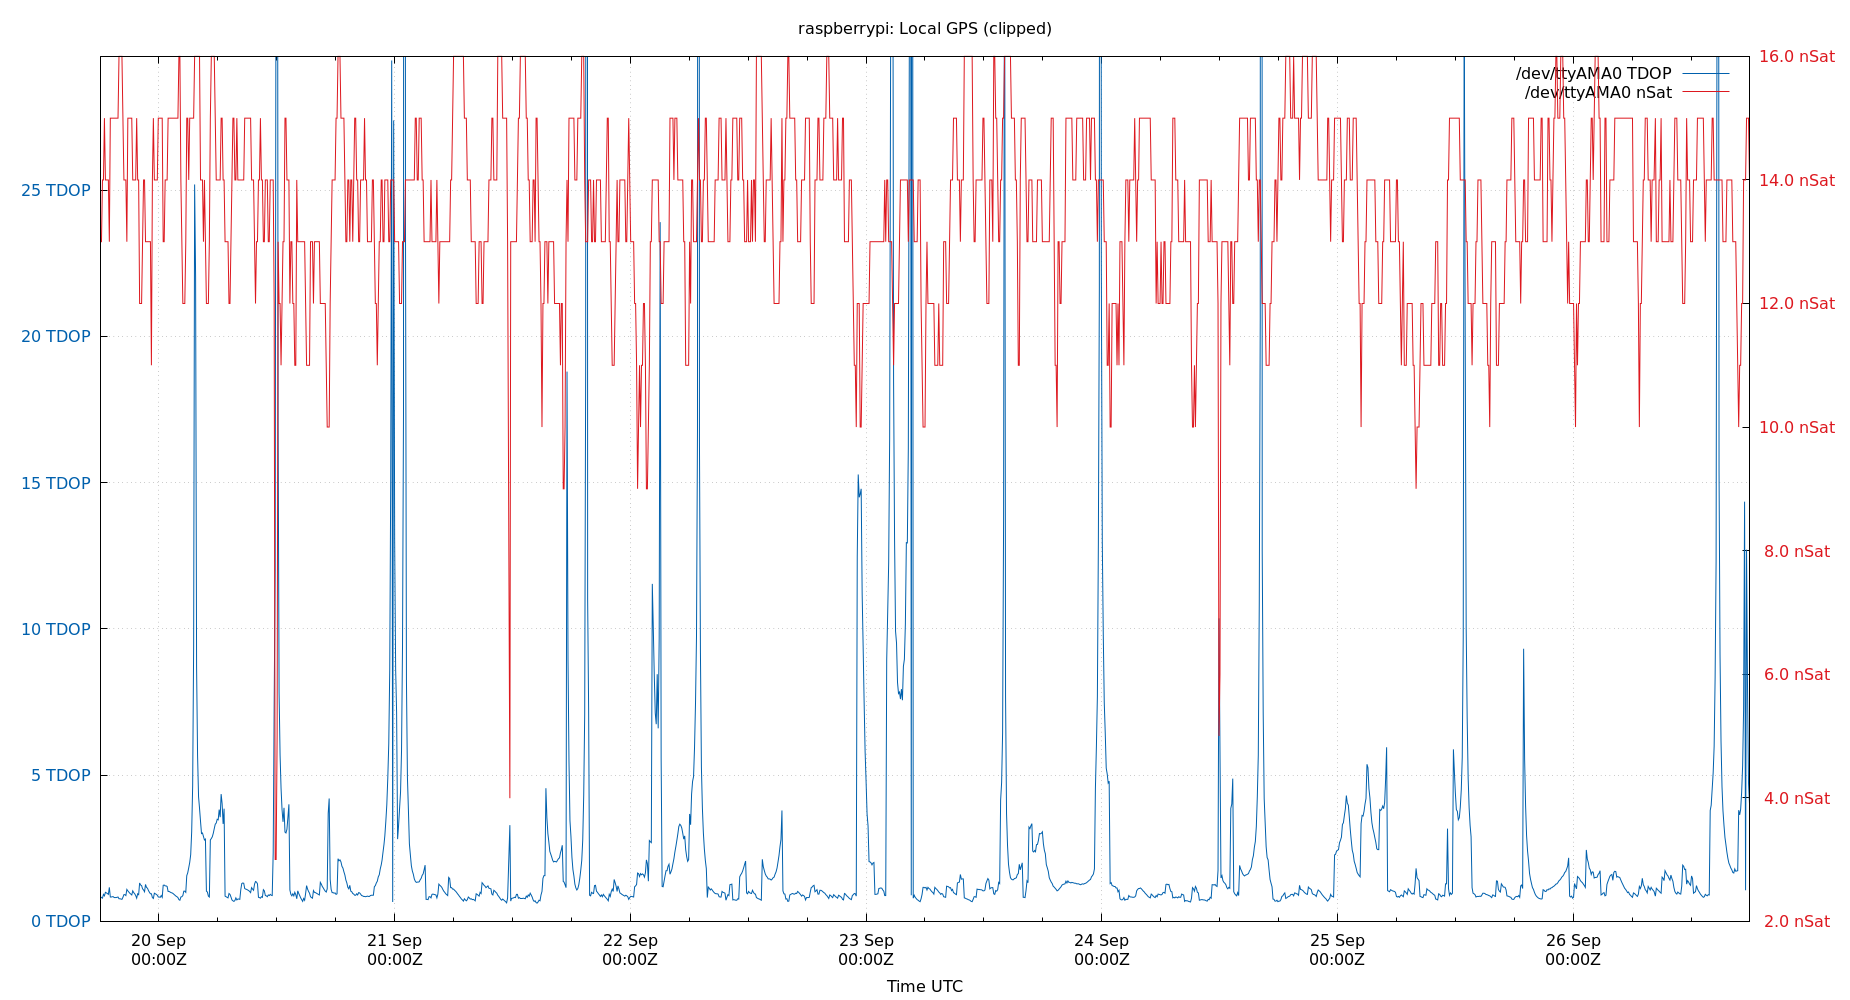 raspberrypi: Local GPS (clipped)
/dev/ttyAMA0 TDOP
/dev/ttyAMA0 nSat
25 TDOP
20 TDOP
15 TDOP
10 TDOP
5 TDOP
0 TDOP
16.0 nSat
14.0 nSat
12.0 nSat
10.0 nSat
8.0 nSat
6.0 nSat
4.0 nSat
2.0 nSat
20 Sep
00:00Z
21 Sep
00:00Z
22 Sep
00:00Z
23 Sep
00:00Z
24 Sep
00:00Z
25 Sep
00:00Z
26 Sep
00:00Z
Time UTC